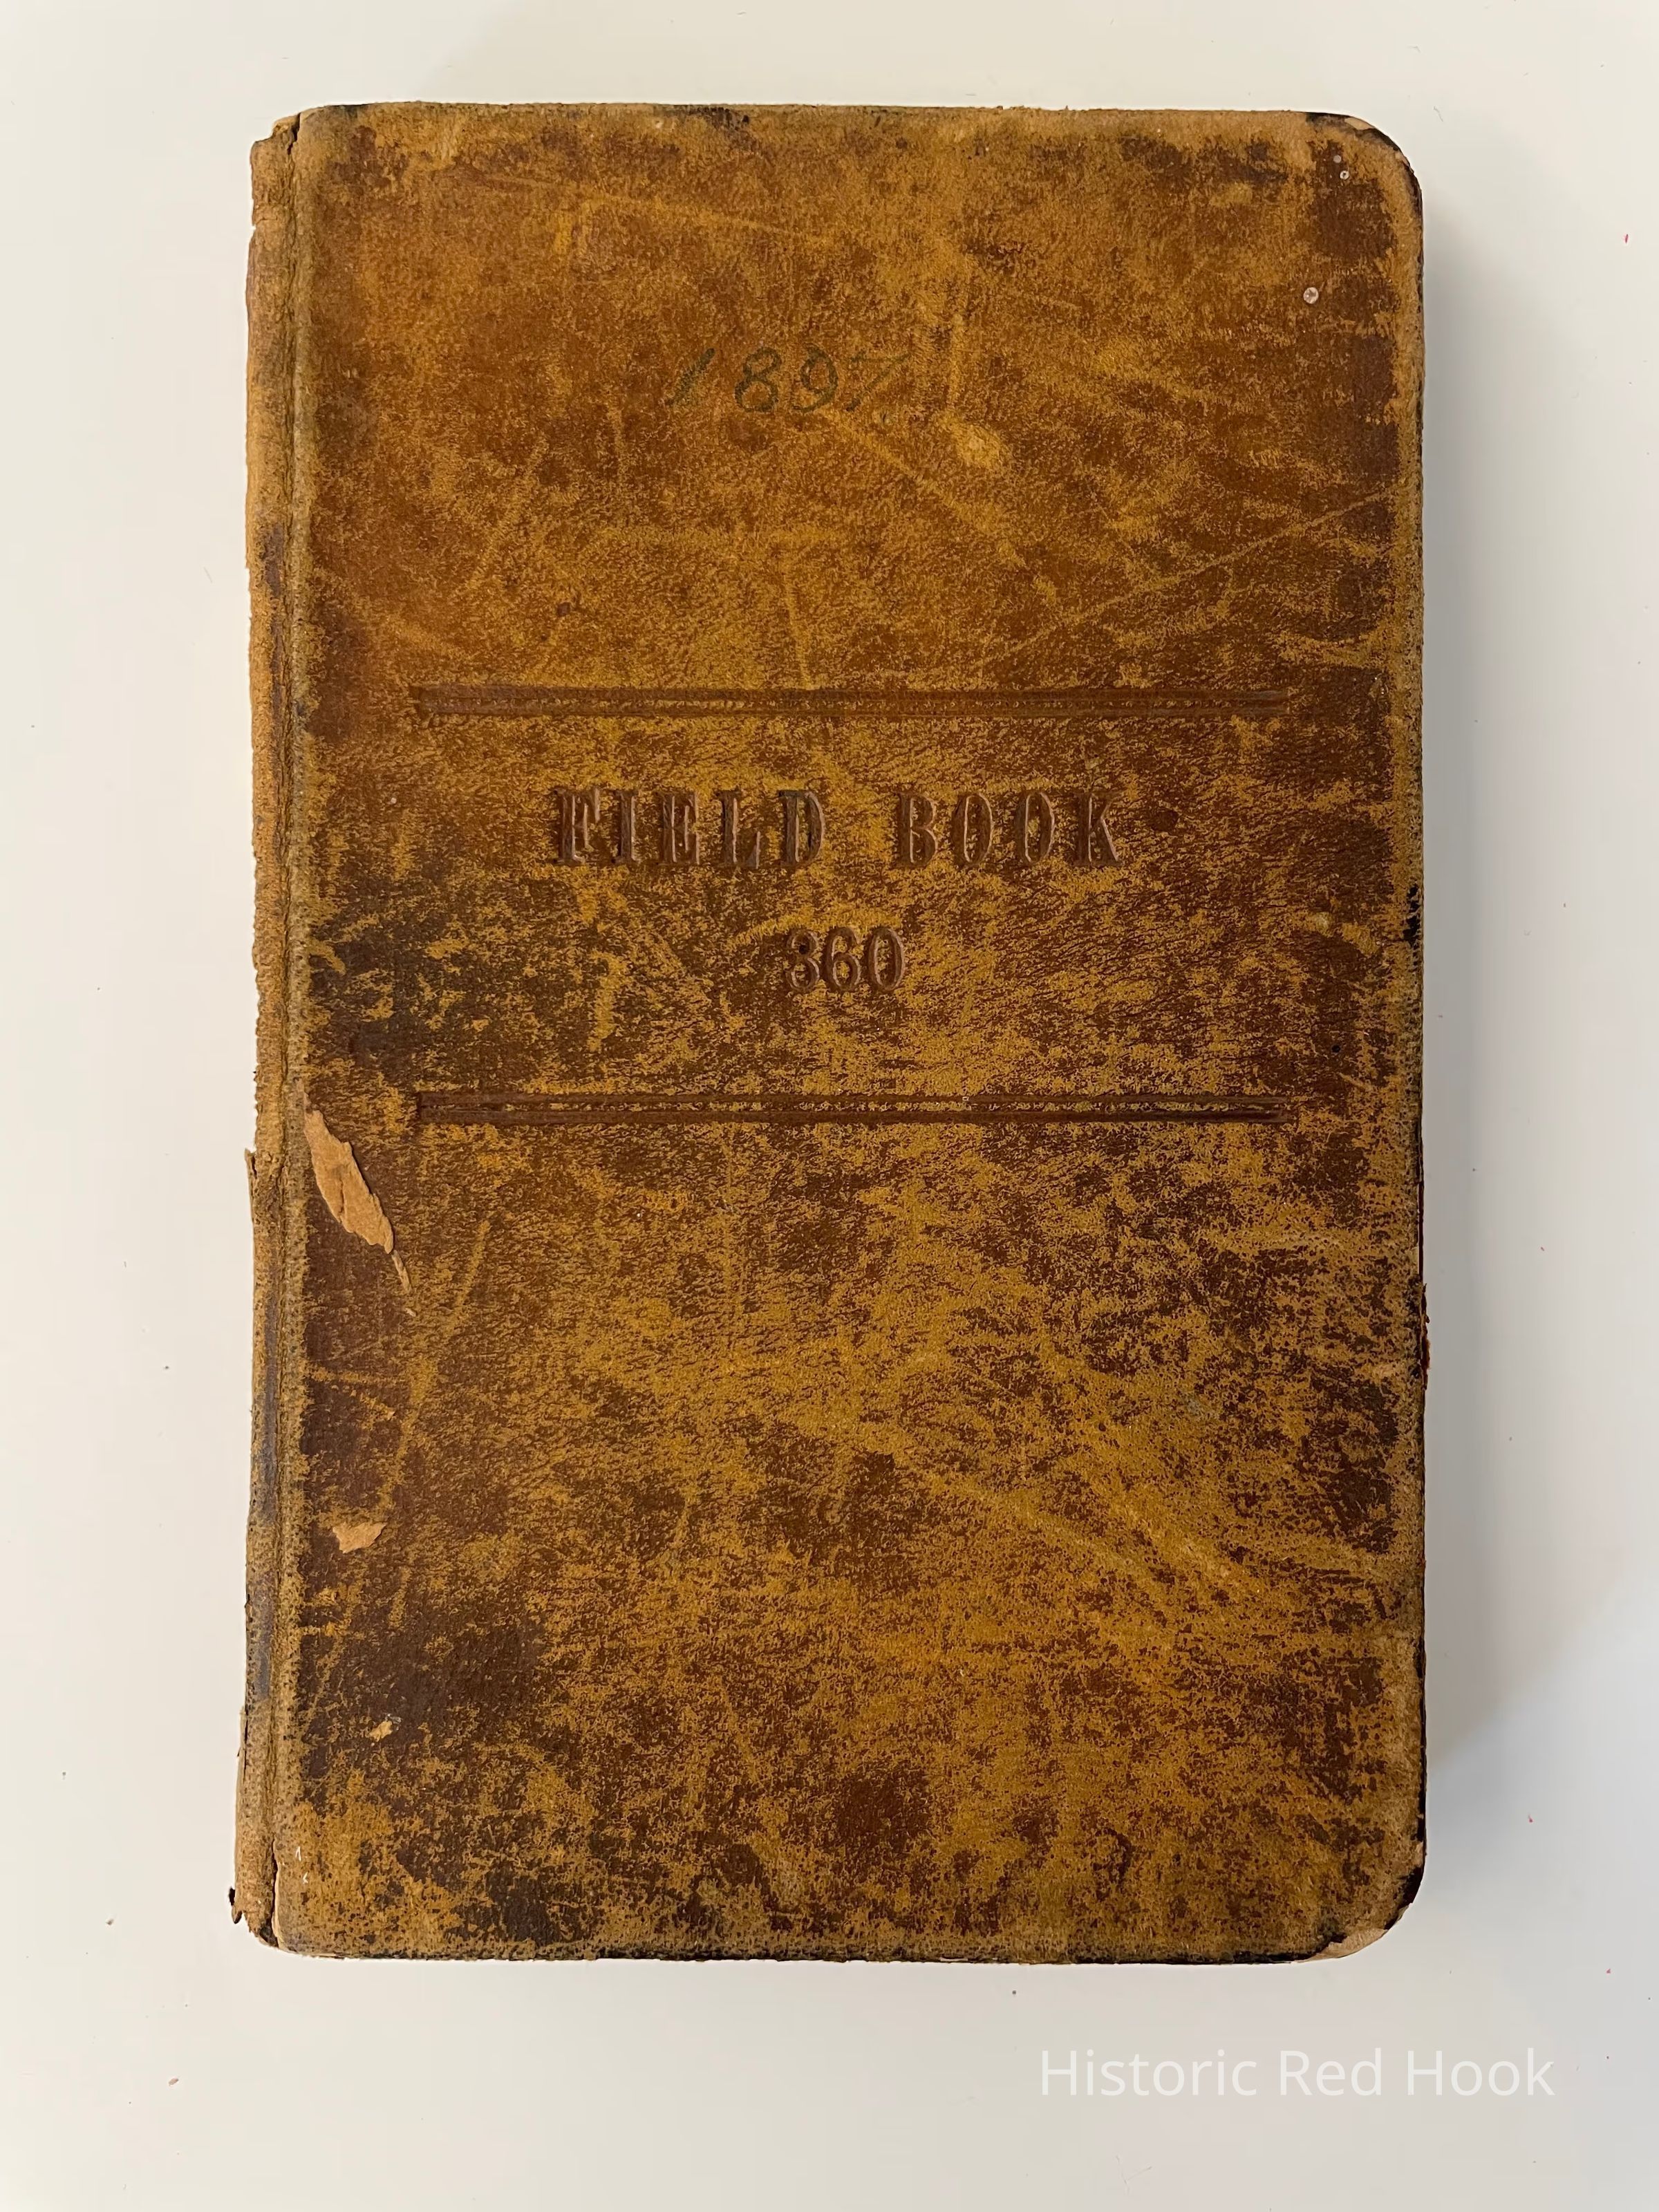 1897
FIELD BOOK
360
Historic Red Hook